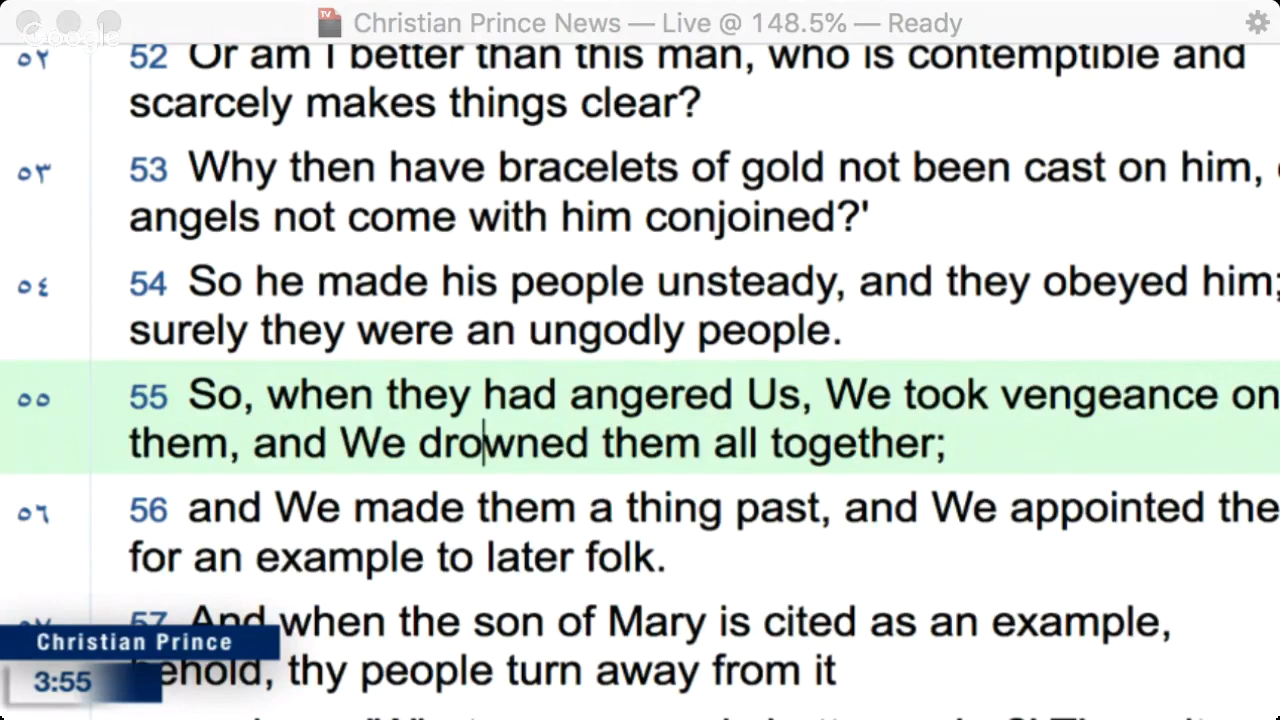 Christian Prince News — Live @ 148.5% — Ready
Google
٥٢ 52 Or am I better than this man, who is contemptible and
scarcely makes things clear?
٥٣ 53 Why then have bracelets of gold not been cast on him,
angels not come with him conjoined?'
٥٤ 54 So he made his people unsteady, and they obeyed him;
surely they were an ungodly people.
٥٥ 55 So, when they had angered Us, We took vengeance on
them, and We drowned them all together;
٥٦ 56 and We made them a thing past, and We appointed the
for an example to later folk.
٥٧ 57 And when the son of Mary is cited as an example,
behold, thy people turn away from it
Christian Prince
3:55